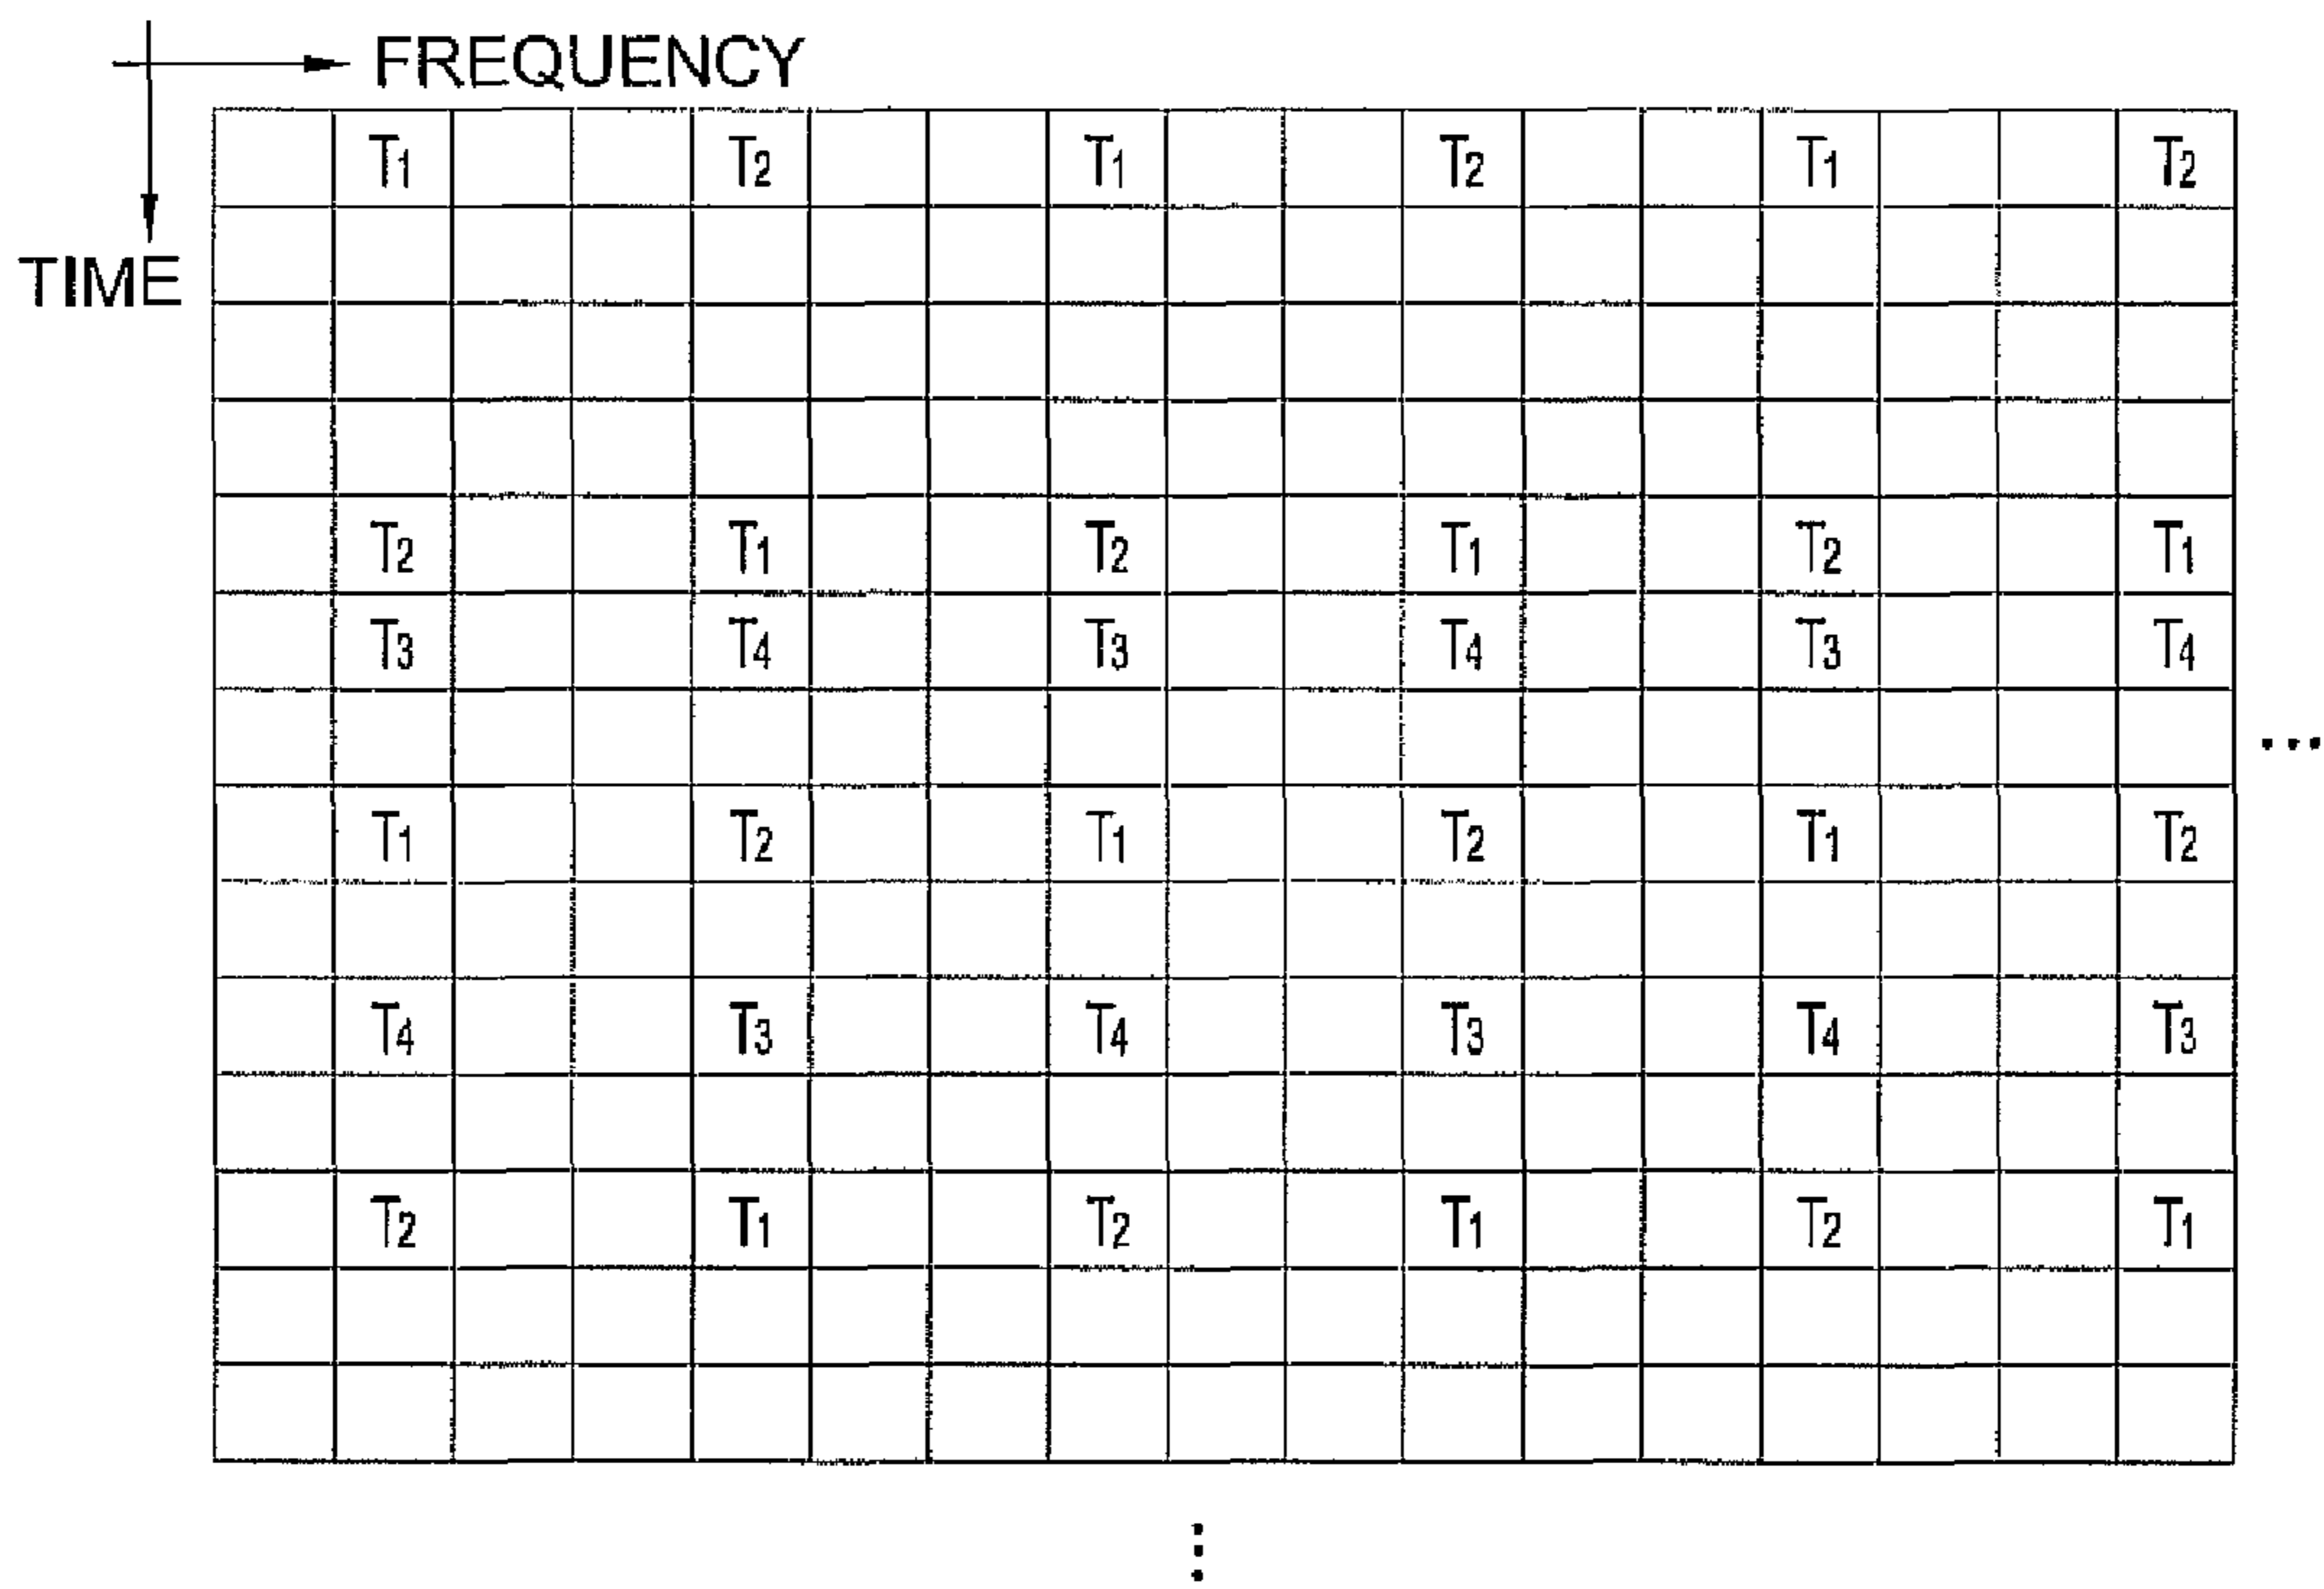 FREQUENCY
TIME
T1 T2 T1 T2 T1 T2
T2 T1 T2 T1 T2 T1
T3 T4 T3 T4 T3 T4
...
T1 T2 T1 T2 T1 T2
T4 T3 T4 T3 T4 T3
T2 T1 T2 T1 T2 T1
⋮